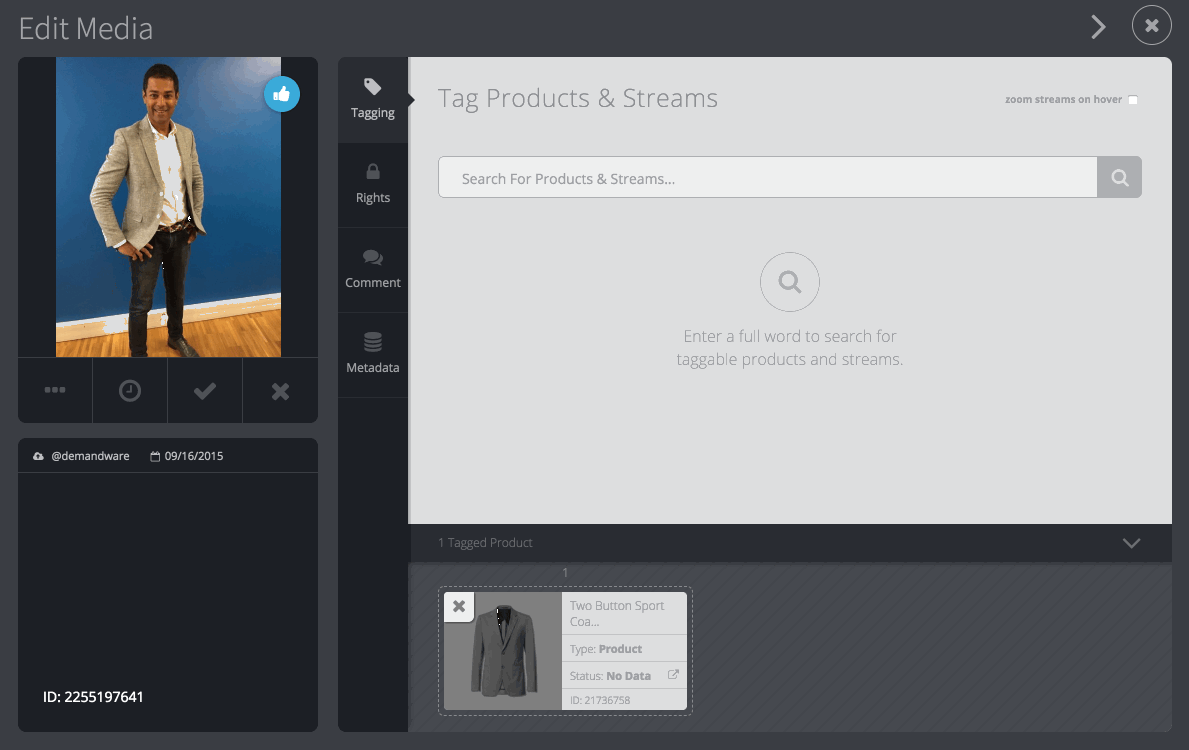 Edit Media
Tagging
Rights
Comment
Metadata
Tag Products & Streams
zoom streams on hover
Search For Products & Streams...
Enter a full word to search for
taggable products and streams.
@demandware 09/16/2015
ID: 2255197641
1 Tagged Product
1
Two Button Sport
Coa...
Type: Product
Status: No Data
ID: 21736758